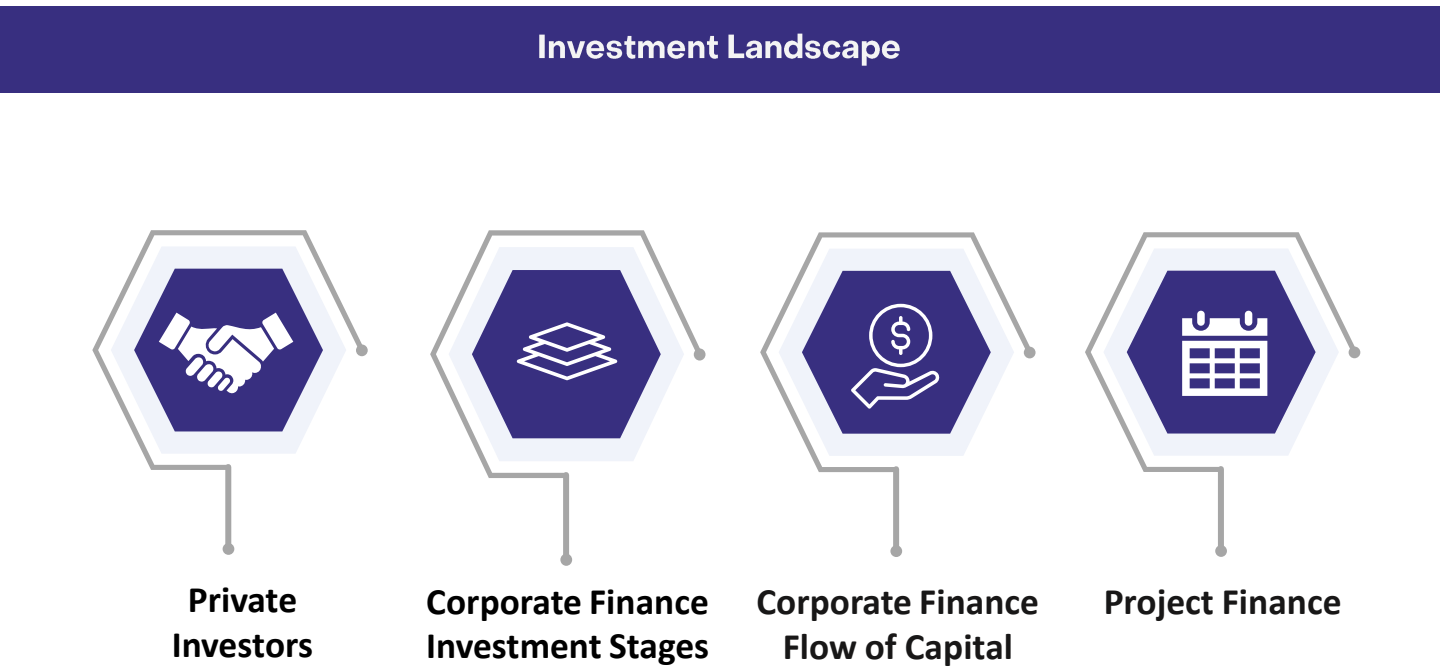 Investment Landscape
Private
Investors
Corporate Finance
Investment Stages
Corporate Finance
Flow of Capital
Project Finance
$